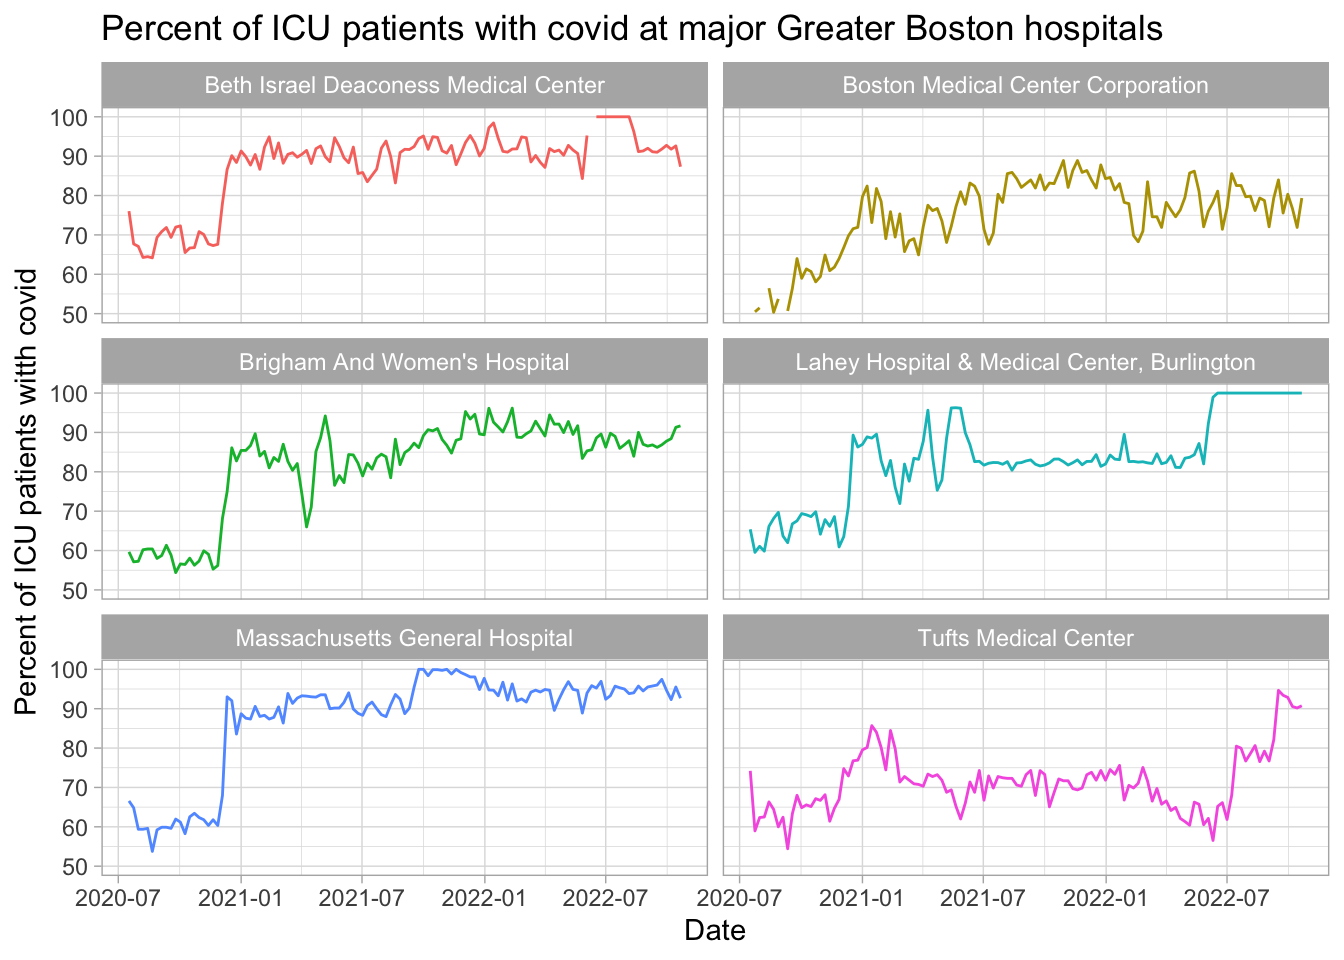 Percent of ICU patients with covid at major Greater Boston hospitals
Beth Israel Deaconess Medical Center
Boston Medical Center Corporation
100
90
80
70
60
50
Brigham And Women's Hospital
Lahey Hospital & Medical Center, Burlington
100
90
80
70
60
50
Massachusetts General Hospital
Tufts Medical Center
100
90
80
70
60
50
2020-07 2021-01 2021-07 2022-01 2022-07 2020-07 2021-01 2021-07 2022-01 2022-07
Date
Percent of ICU patients witth covid